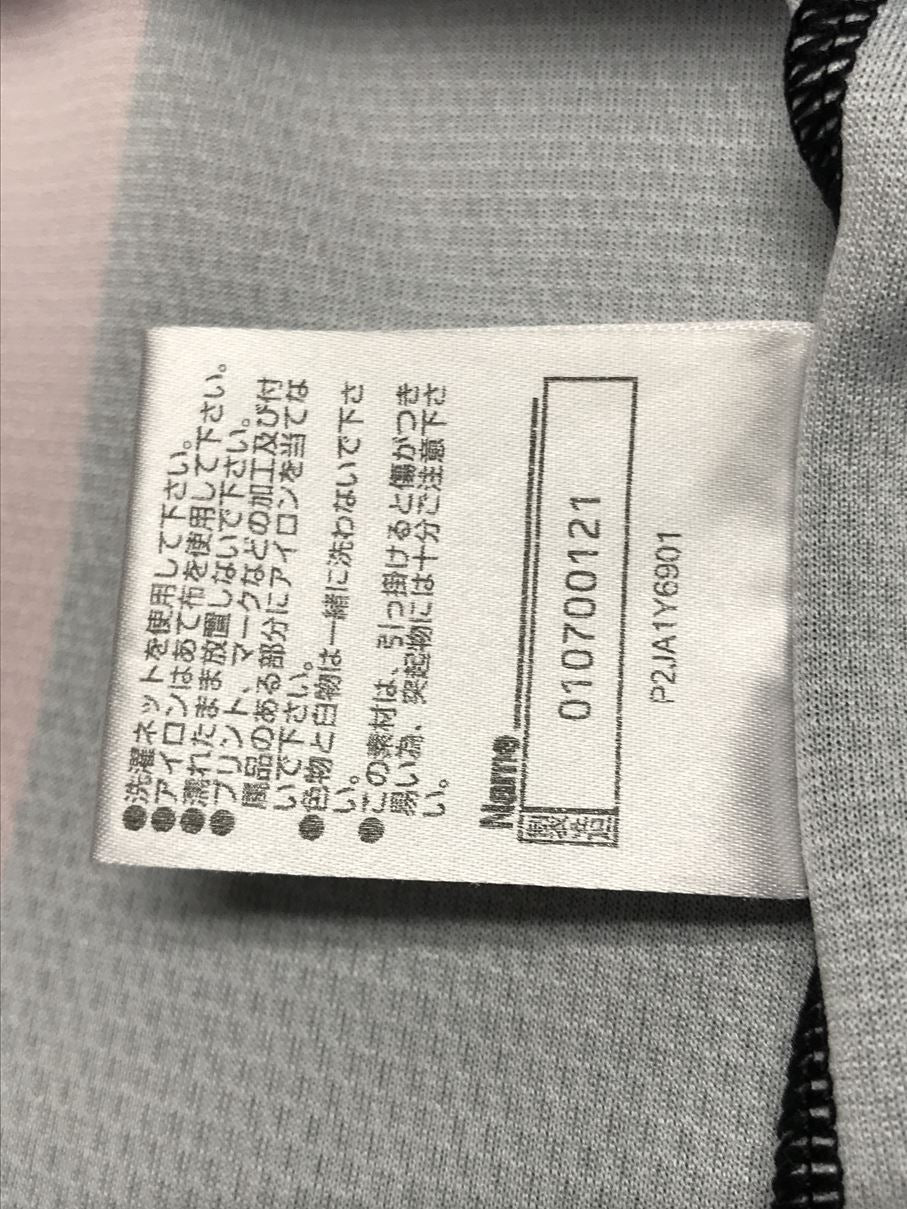 ●洗濯ネットを使用して下さい。
●アイロンはあて布を使用して下さい。
●濡れたまま放置しないで下さい。
●プリント、マークなどの加工及び付
属品のある部分にアイロンを当てな
いで下さい。
●色物と白物は一緒に洗わないで下さ
い。
●この素材は、引っ掛けると傷がつき
易い為、突起物には十分ご注意下さ
い。
Name
製造 01070021
P2JA1Y6901